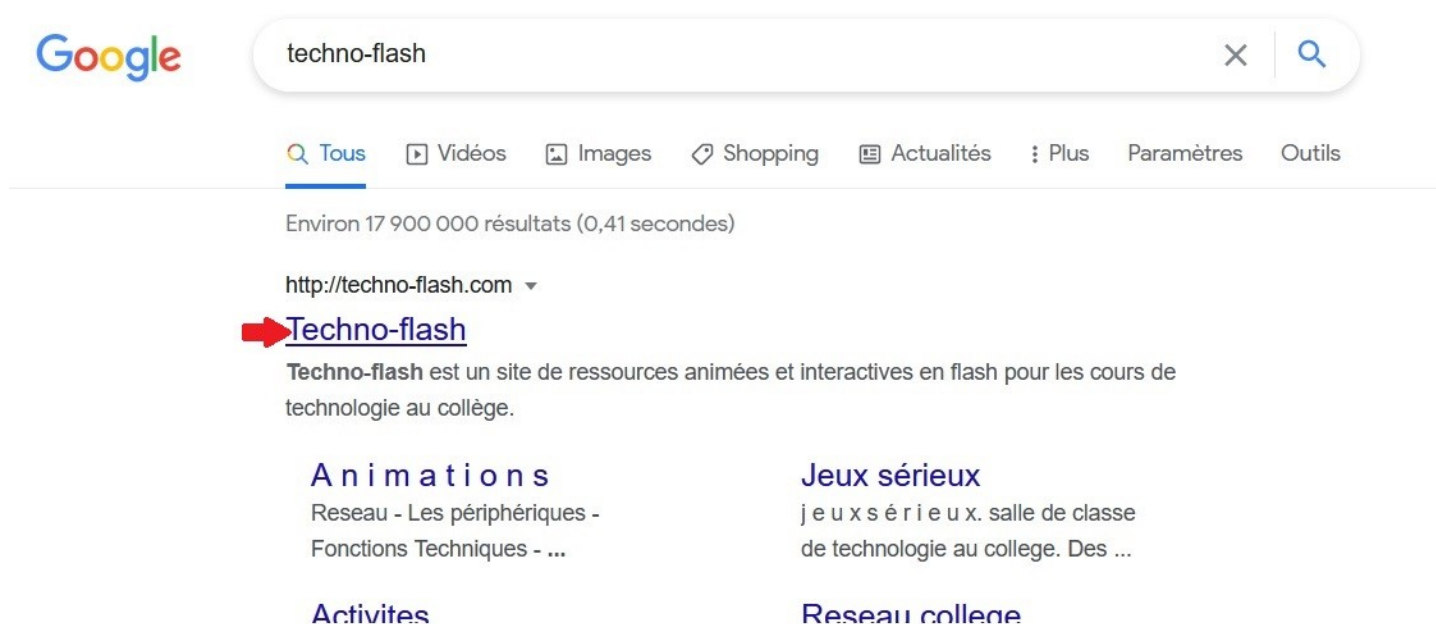 Google
techno-flash
Tous Vidéos Images Shopping Actualités Plus Paramètres Outils
Environ 17 900 000 résultats (0,41 secondes)
http://techno-flash.com
Techno-flash
Techno-flash est un site de ressources animées et interactives en flash pour les cours de
technologie au collège.
A n i m a t i o n s
Reseau - Les périphériques -
Fonctions Techniques - ...
Jeux sérieux
j e u x s é r i e u x. salle de classe
de technologie au college. Des ...
Activites
Reseau college